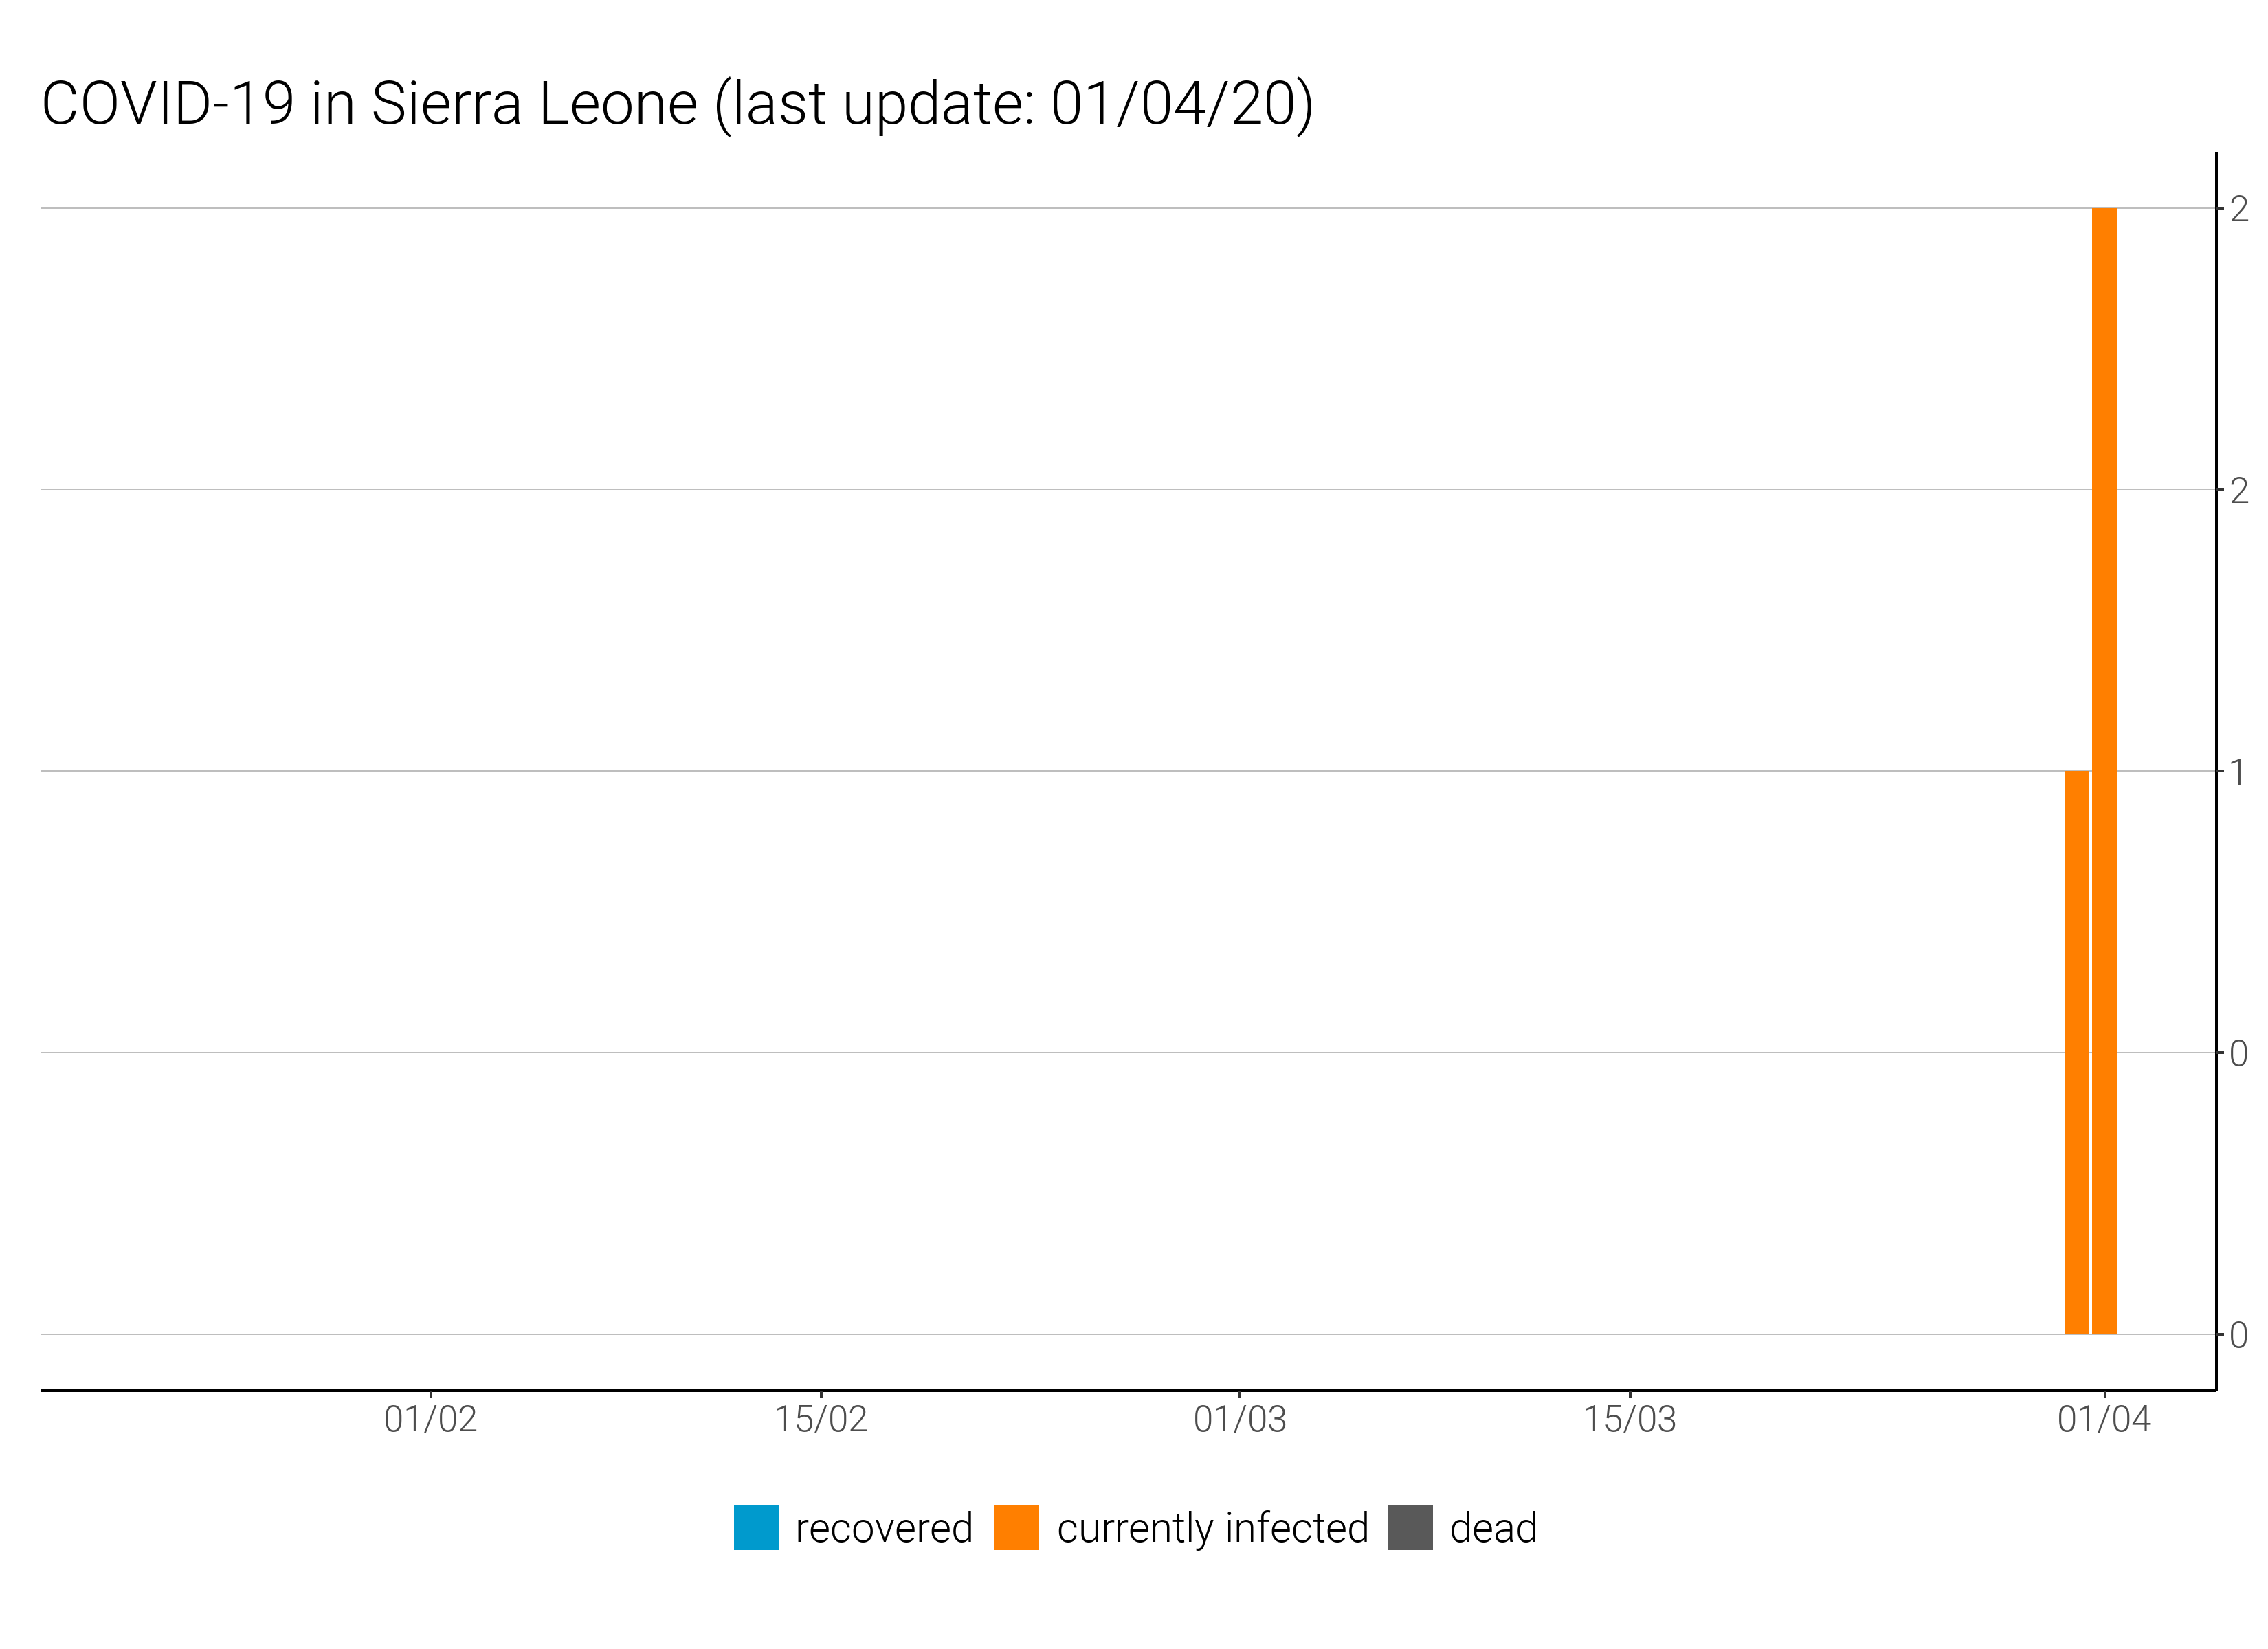 COVID-19 in Sierra Leone (last update: 01/04/20)
2
2
1
0
0
01/02 15/02 01/03 15/03 01/04
recovered currently infected dead